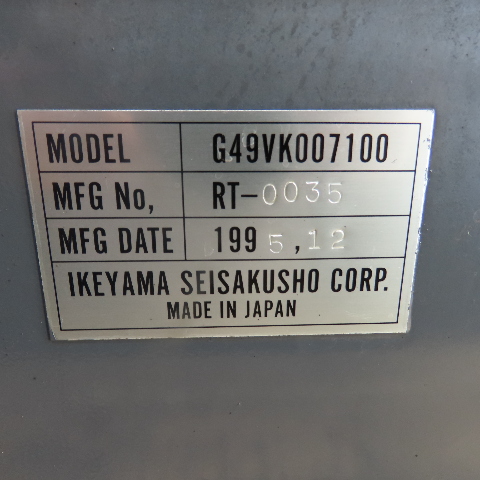 MODEL G49VK007100
MFG No, RT-0035
MFG DATE 1995,12
IKEYAMA SEISAKUSHO CORP.
MADE IN JAPAN